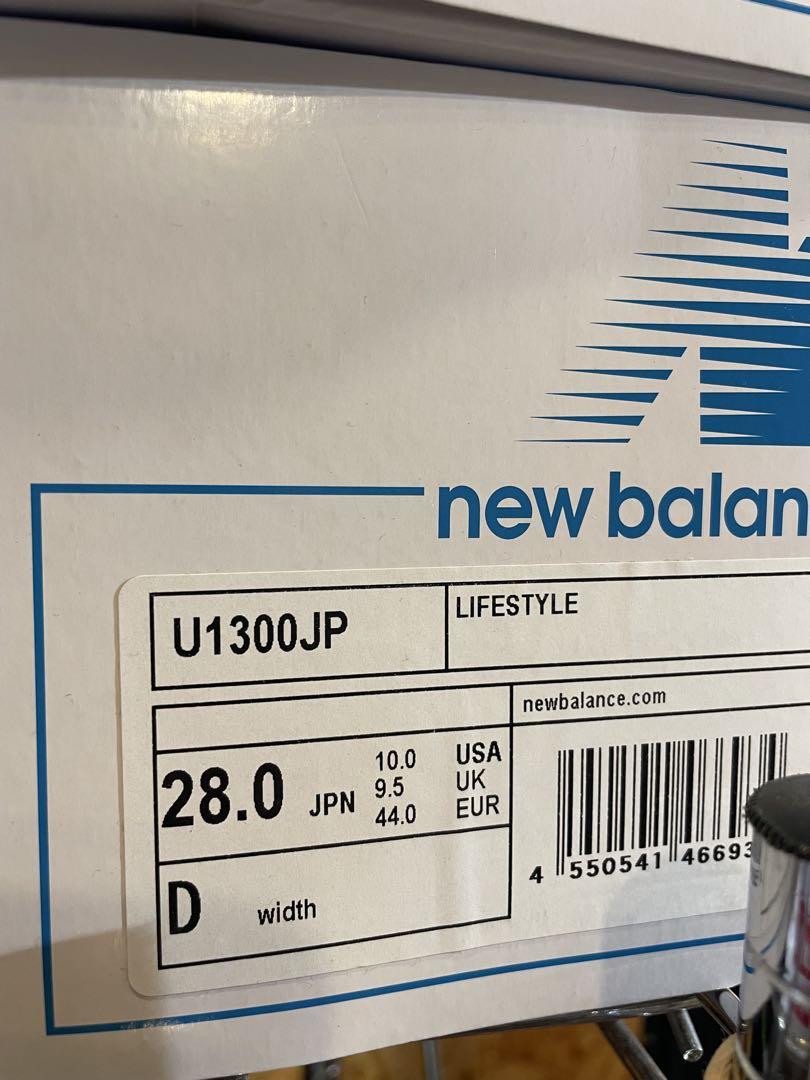 new balan
U1300JP
LIFESTYLE
newbalance.com
28.0 JPN
10.0 USA
9.5 UK
44.0 EUR
D width
4 550541 46693